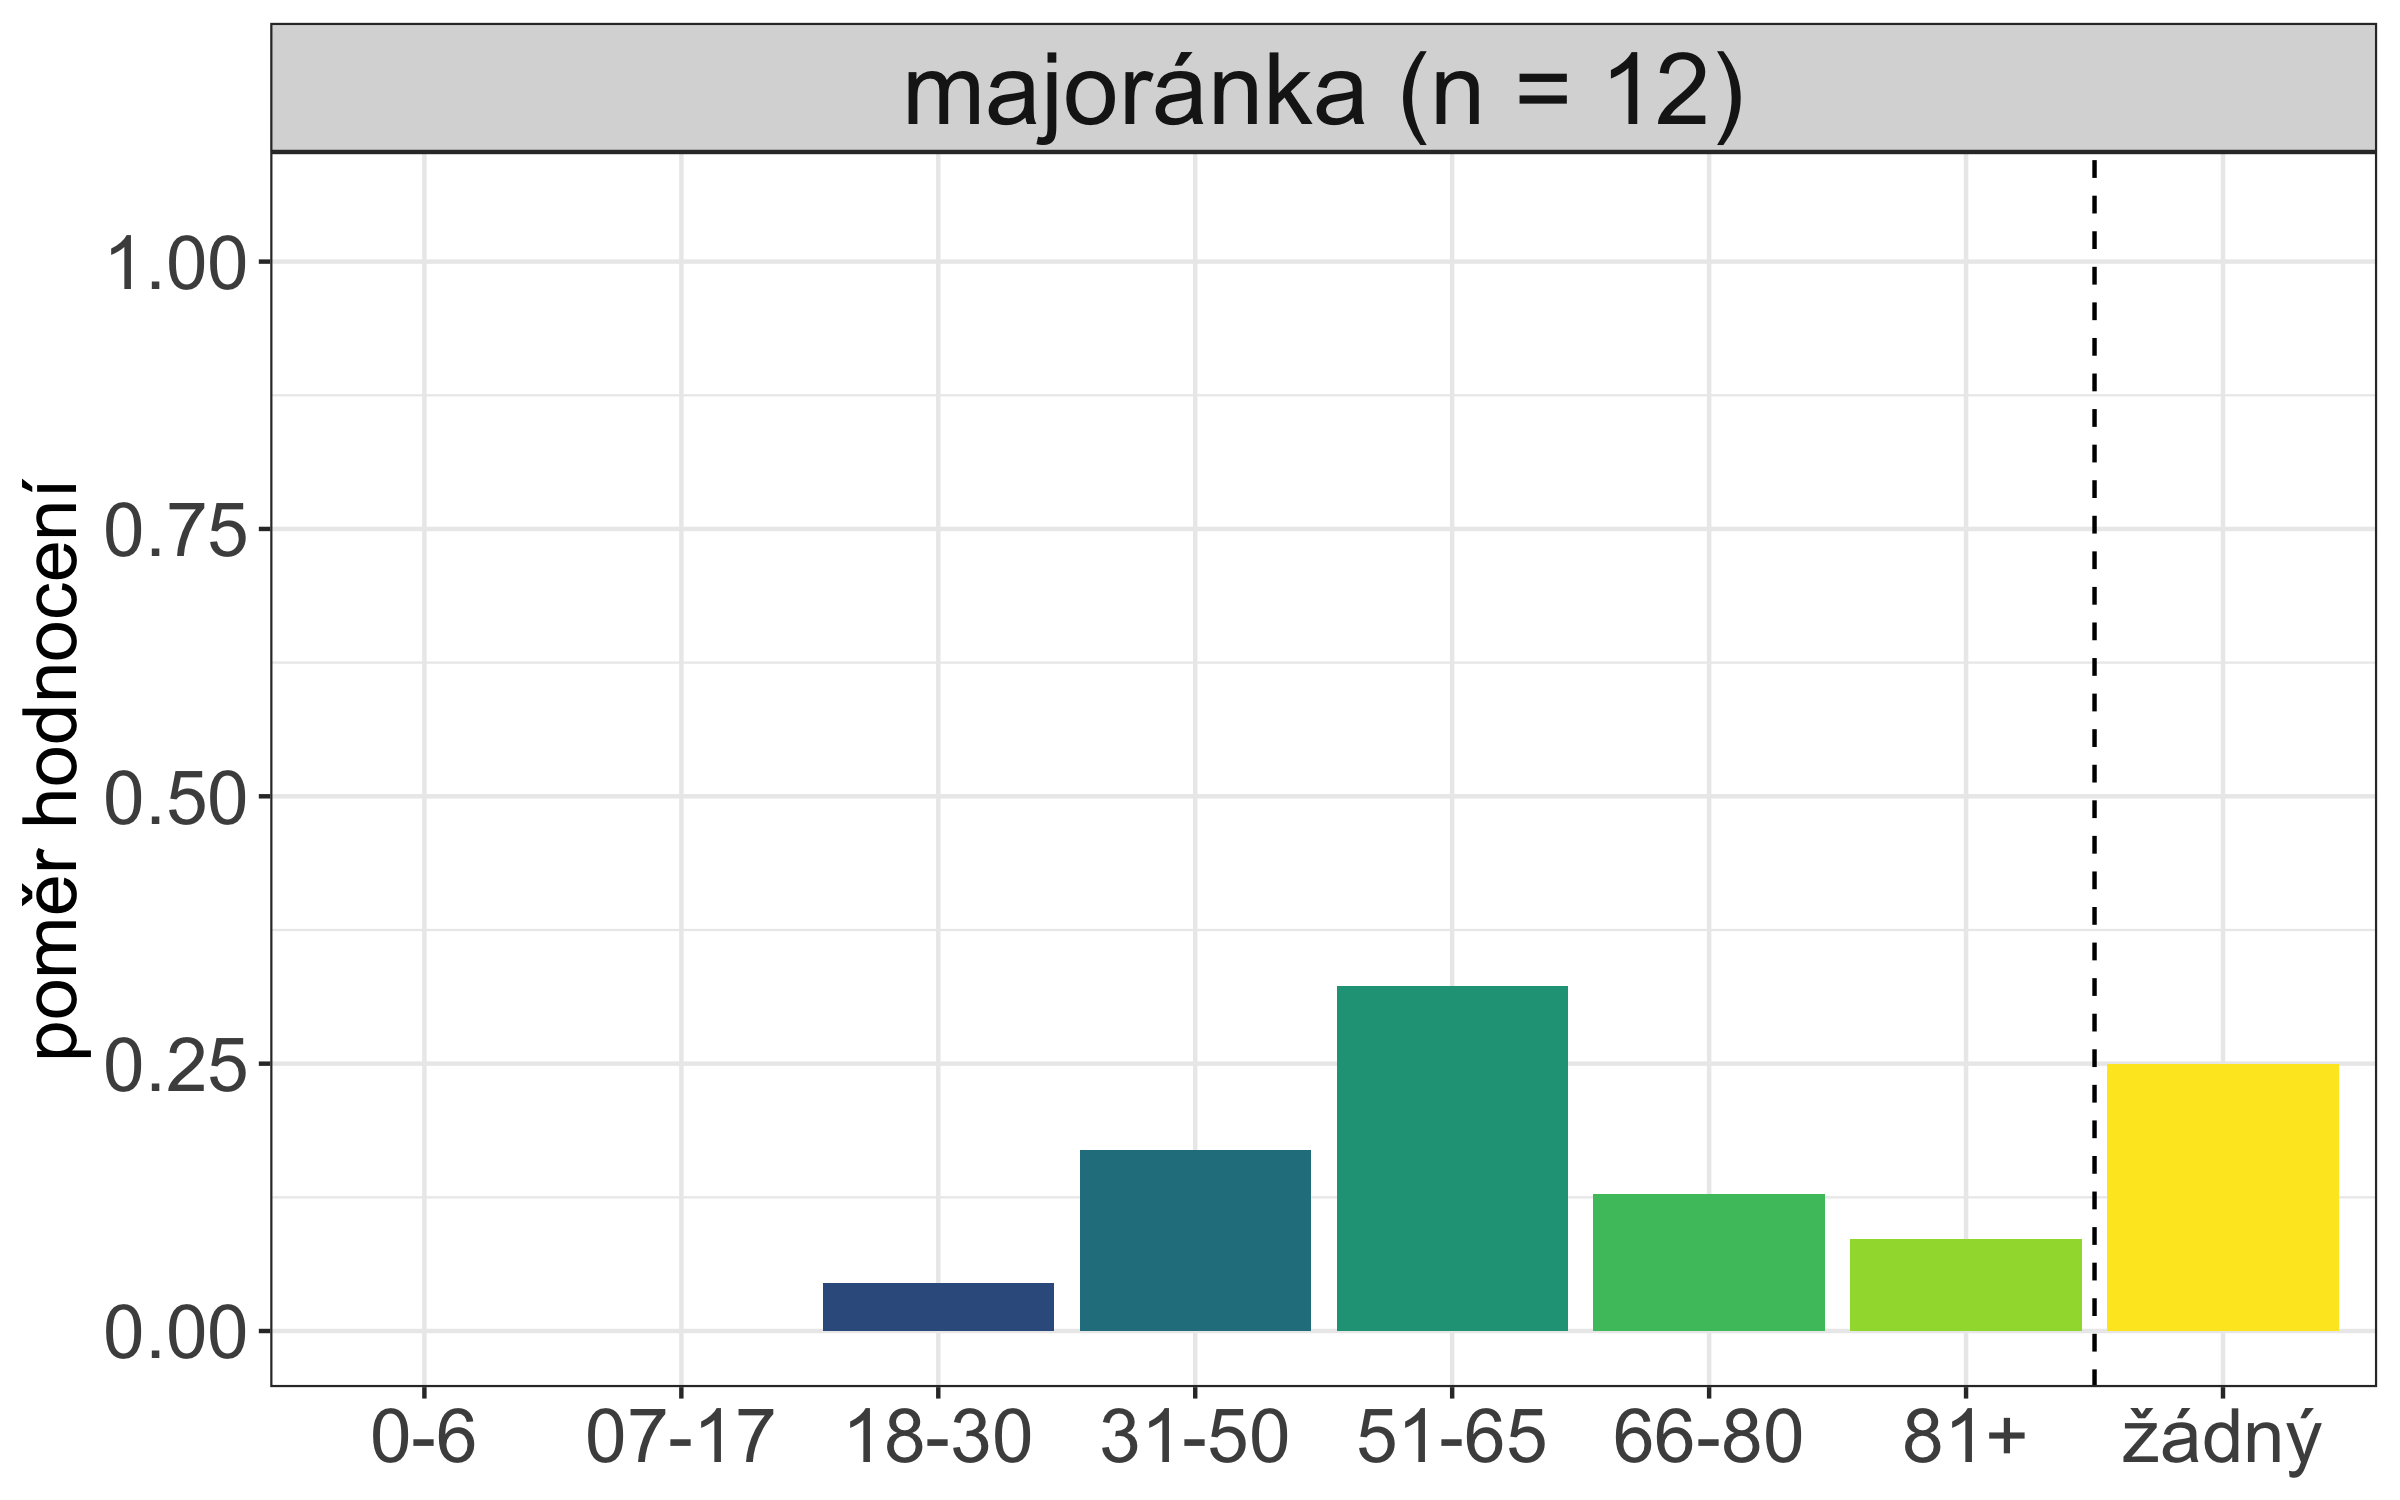 majoránka (n = 12)
poměr hodnocení
1.00
0.75
0.50
0.25
0.00
0-6 07-17 18-30 31-50 51-65 66-80 81+ žádný